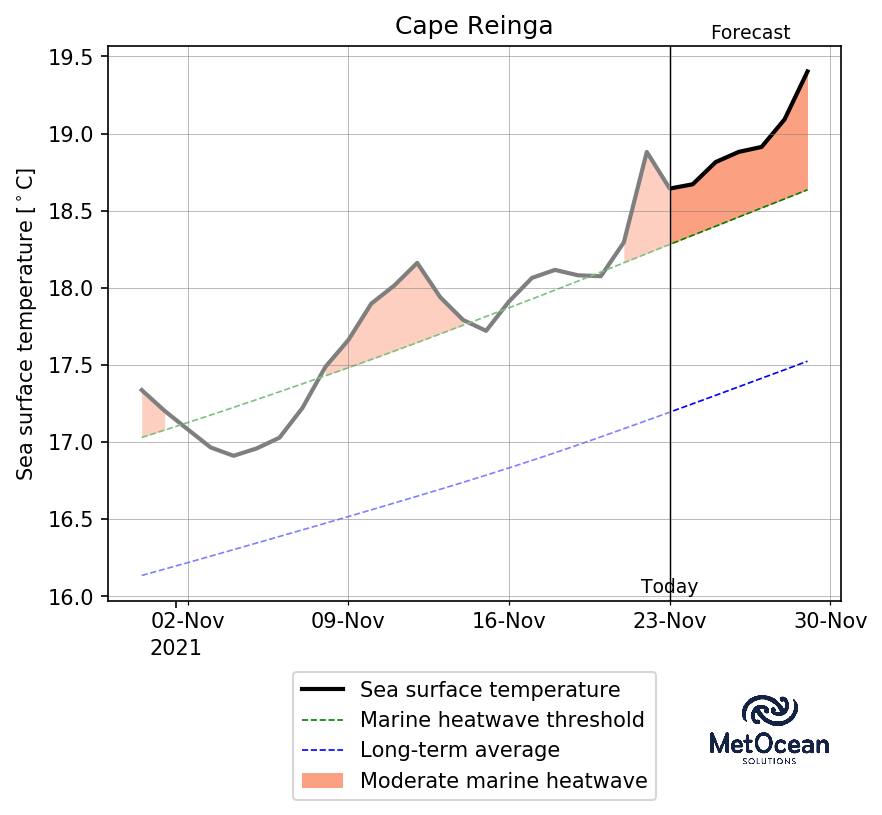 Cape Reinga
Forecast
Sea surface temperature [°C]
19.5
19.0
18.5
18.0
17.5
17.0
16.5
16.0
Today
02-Nov 09-Nov 16-Nov 23-Nov 30-Nov
2021
Sea surface temperature
Marine heatwave threshold
Long-term average
Moderate marine heatwave
MetOcean
SOLUTIONS